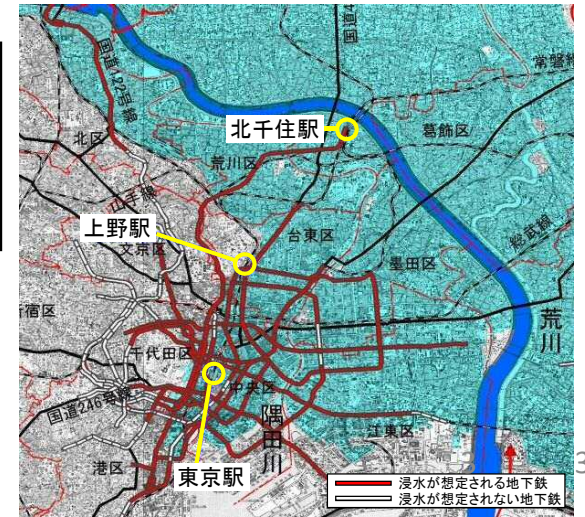 国道4
国道122号線
常磐線
北千住駅
葛飾区
北区
荒川区
山手線
上野駅
台東区
文京区
墨田区
総武線
新宿区
荒川
千代田区
中央区
国道246号線
隅田川
江東区
港区
東京駅
3
浸水が想定される地下鉄
浸水が想定されない地下鉄